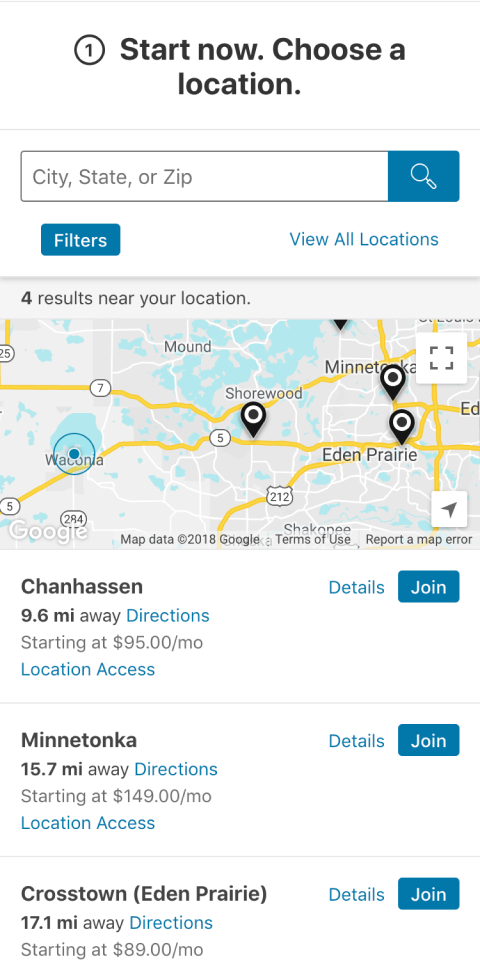 1 Start now. Choose a
location.
City, State, or Zip
Filters
View All Locations
4 results near your location.
25
Mound
Minnetonka
7
Shorewood
Ed
5
Eden Prairie
Waconia
212
5
284
Shakopee
Google
Map data ©2018 Google
Terms of Use
Report a map error
Chanhassen
Details
Join
9.6 mi away Directions
Starting at $95.00/mo
Location Access
Minnetonka
Details
Join
15.7 mi away Directions
Starting at $149.00/mo
Location Access
Crosstown (Eden Prairie)
Details
Join
17.1 mi away Directions
Starting at $89.00/mo